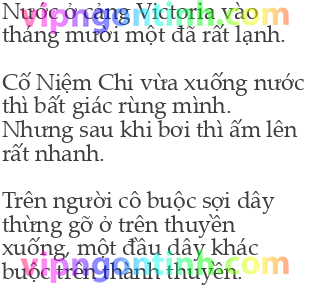 Nước ở cảng Victoria vào
tháng mười một đã rất lạnh.
Cố Niệm Chi vừa xuống nước
thì bất giác rùng mình.
Nhưng sau khi bơi thì ấm lên
rất nhanh.
Trên người cô buộc sợi dây
thừng gỡ ở trên thuyền
xuống, một đầu dây khác
buộc trên thành thuyền.
vipngontinh.com
vipngontinh.com